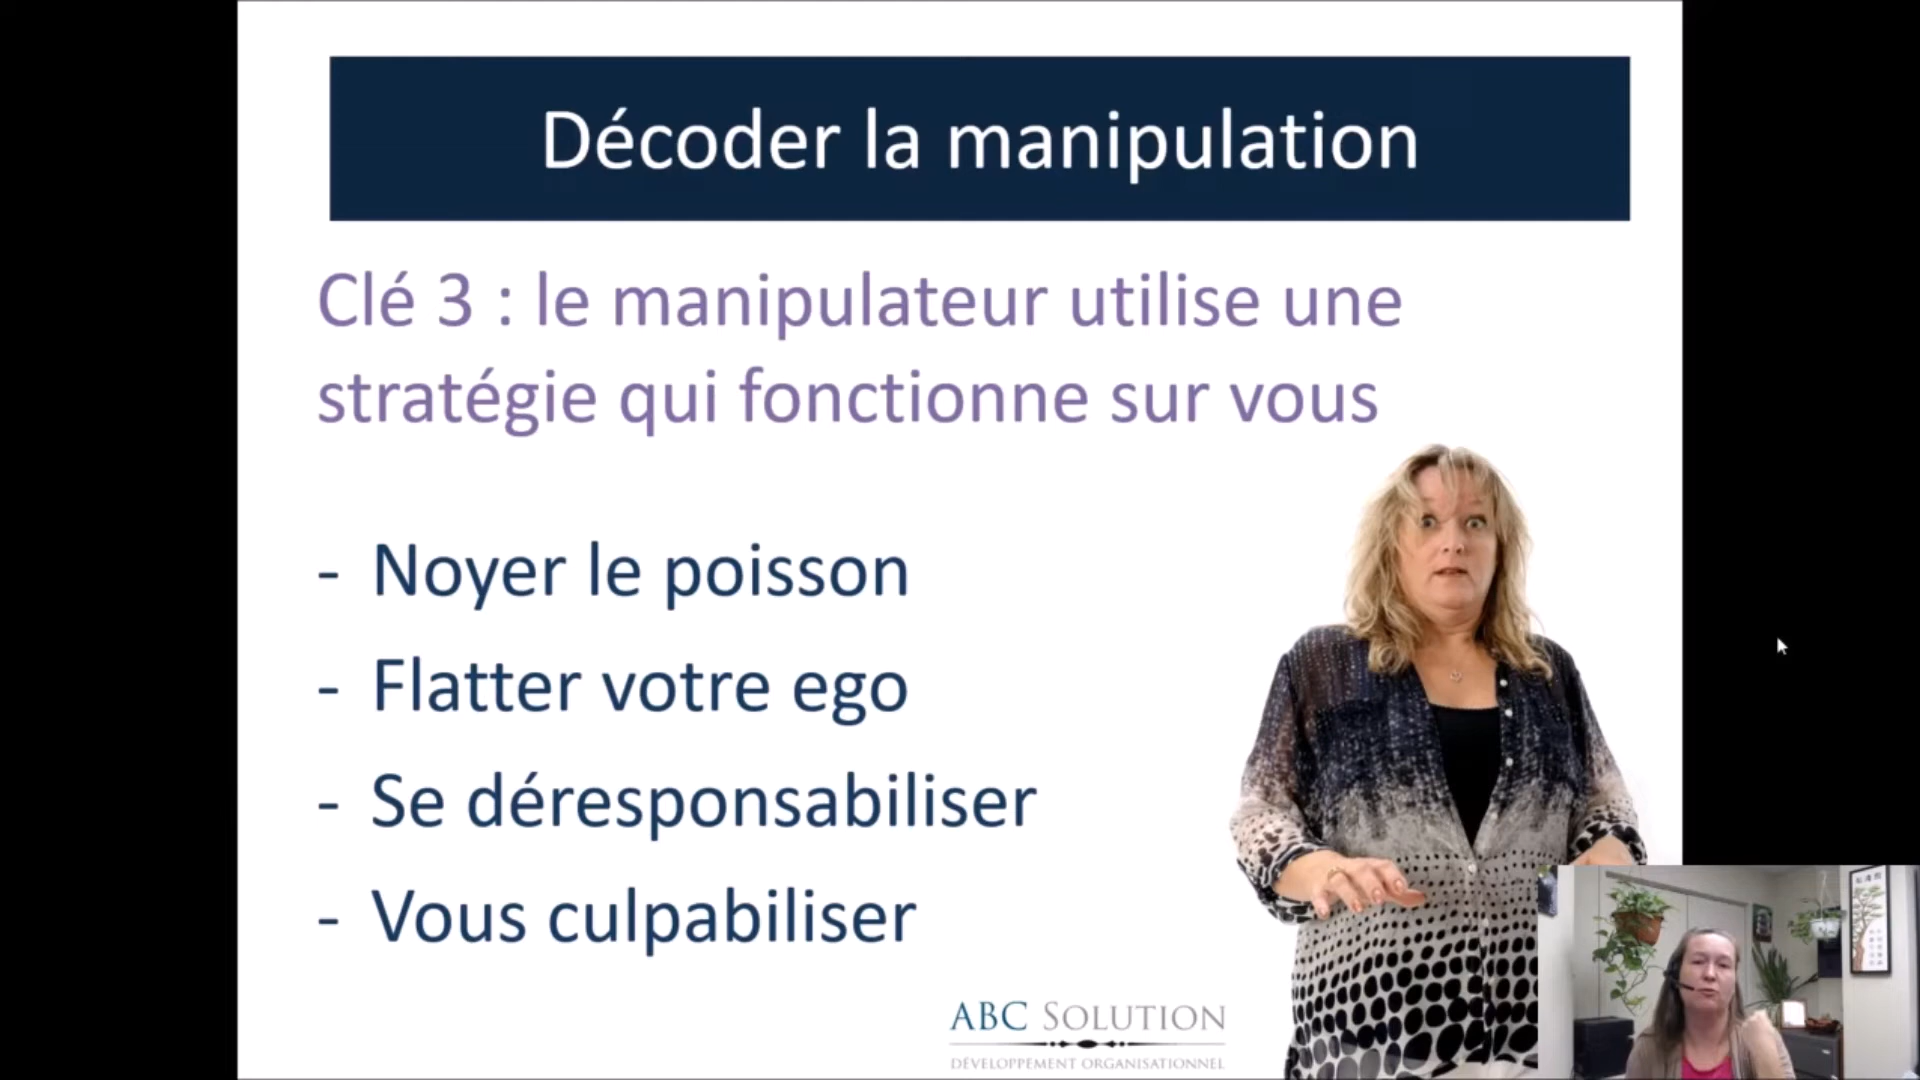 Décoder la manipulation
Clé 3 : le manipulateur utilise une
stratégie qui fonctionne sur vous
- Noyer le poisson
- Flatter votre ego
- Se déresponsabiliser
- Vous culpabiliser
ABC SOLUTION
DÉVELOPPEMENT ORGANISATIONNEL